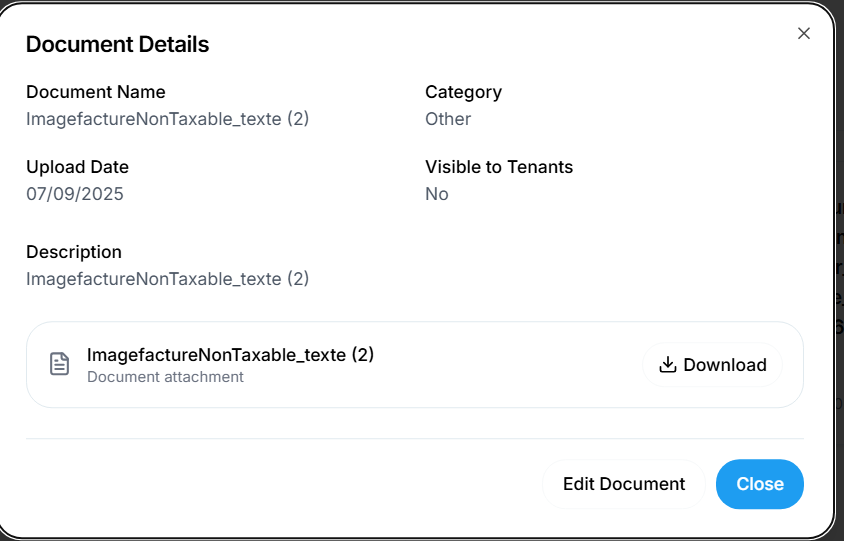 Document Details
Document Name
ImagefactureNonTaxable_texte (2)
Category
Other
Upload Date
07/09/2025
Visible to Tenants
No
Description
ImagefactureNonTaxable_texte (2)
ImagefactureNonTaxable_texte (2)
Document attachment
Download
Edit Document
Close